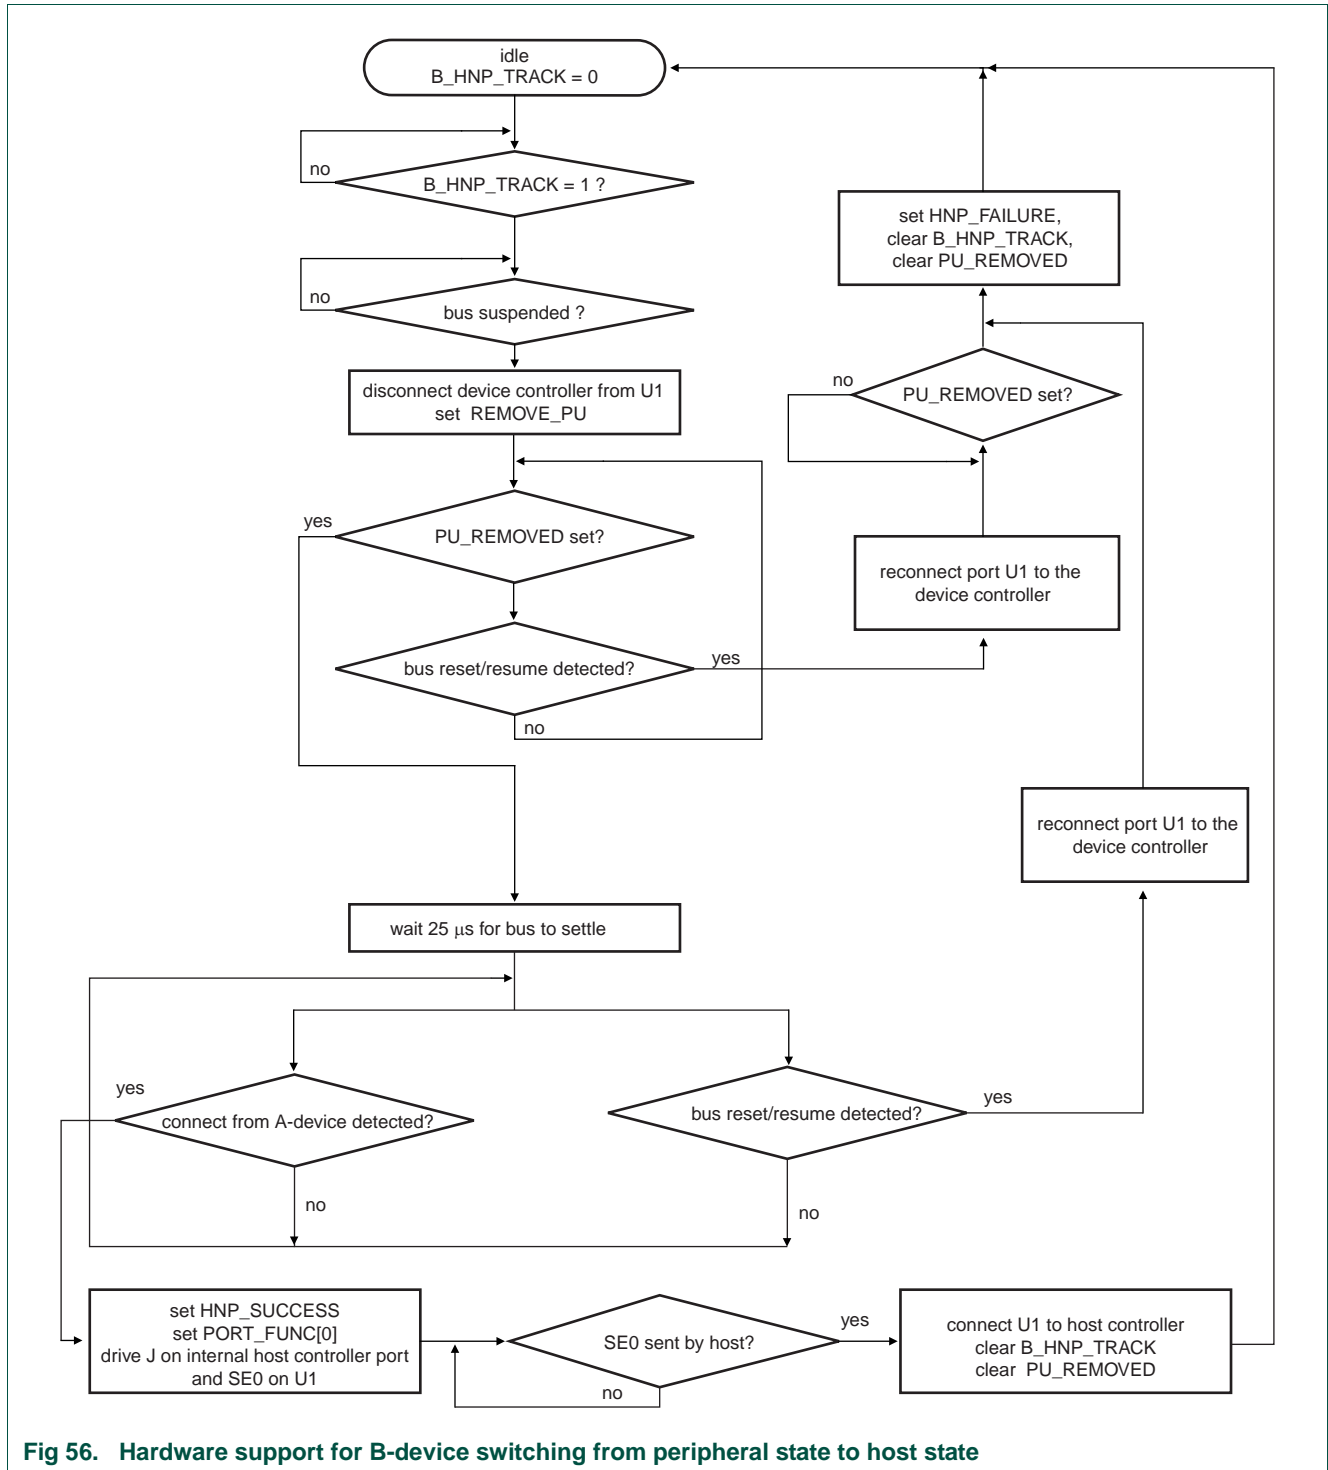 idle
B_HNP_TRACK = 0
no
B_HNP_TRACK = 1 ?
no
bus suspended ?
disconnect device controller from U1
set REMOVE_PU
yes
PU_REMOVED set?
bus reset/resume detected?
yes
no
set HNP_FAILURE,
clear B_HNP_TRACK,
clear PU_REMOVED
no
PU_REMOVED set?
reconnect port U1 to the
device controller
reconnect port U1 to the
device controller
wait 25 μs for bus to settle
yes
connect from A-device detected?
no
bus reset/resume detected?
yes
no
set HNP_SUCCESS
set PORT_FUNC[0]
drive J on internal host controller port
and SE0 on U1
SE0 sent by host?
no
yes
connect U1 to host controller
clear B_HNP_TRACK
clear PU_REMOVED
Fig 56. Hardware support for B-device switching from peripheral state to host state